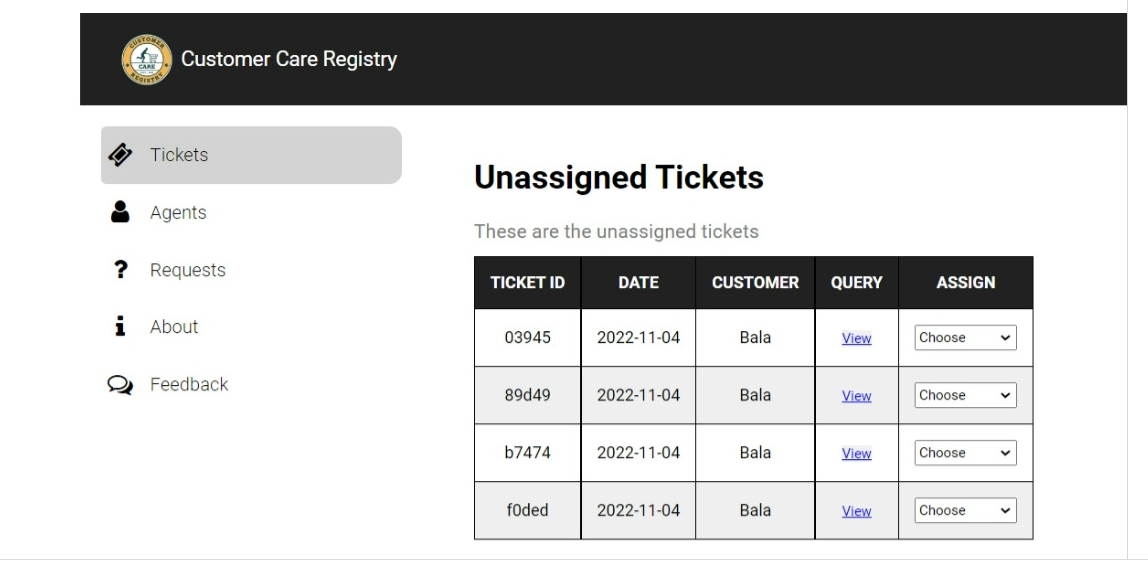 CUSTOMER
CARE
REGISTRY
Customer Care Registry
Tickets
Agents
Requests
About
Feedback
Unassigned Tickets
These are the unassigned tickets
TICKET ID DATE CUSTOMER QUERY ASSIGN
03945 2022-11-04 Bala View Choose
89d49 2022-11-04 Bala View Choose
b7474 2022-11-04 Bala View Choose
f0ded 2022-11-04 Bala View Choose